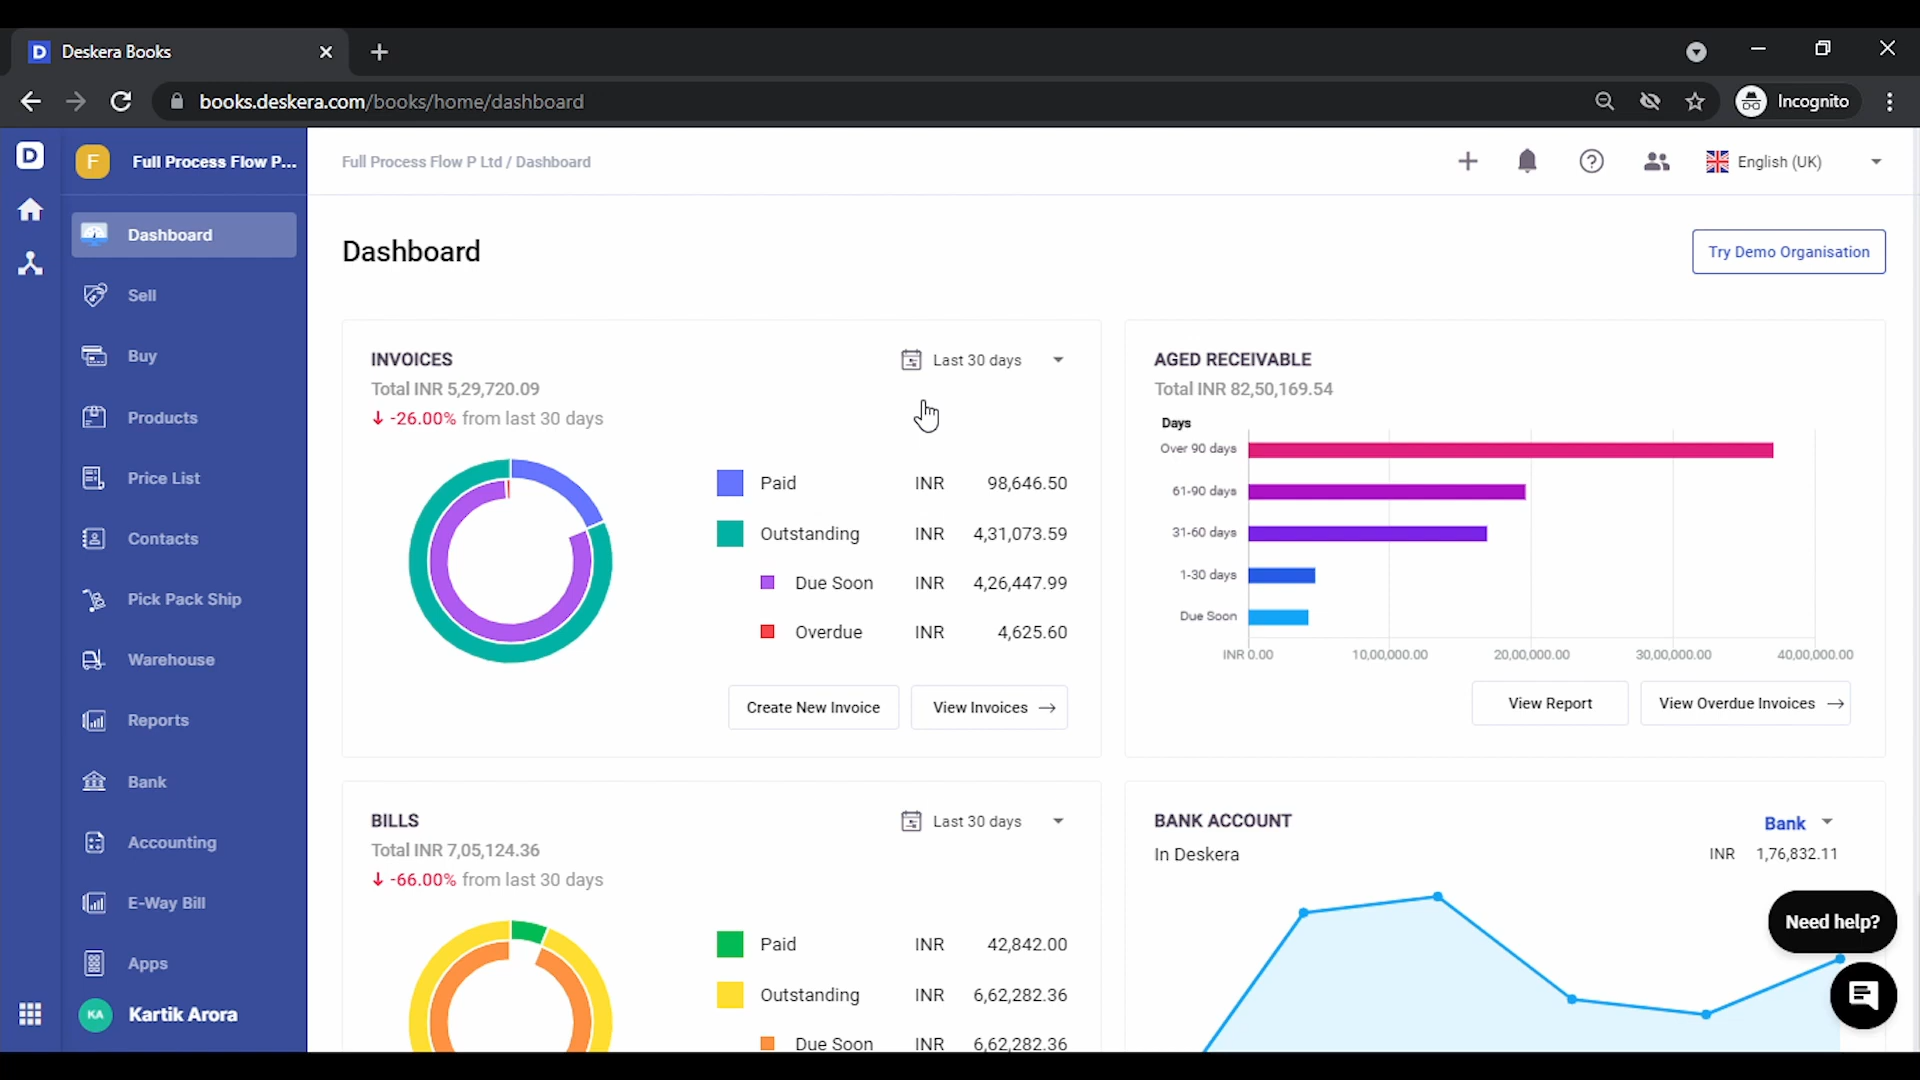 D Deskera Books
books.deskera.com/books/home/dashboard
Incognito
D
F Full Process Flow P...
Full Process Flow P Ltd / Dashboard
English (UK)
Dashboard
Sell
Buy
Products
Price List
Contacts
Pick Pack Ship
Warehouse
Reports
Bank
Accounting
E-Way Bill
Apps
KA Kartik Arora
Dashboard
Try Demo Organisation
INVOICES
Last 30 days
Total INR 5,29,720.09
-26.00% from last 30 days
Paid INR 98,646.50
Outstanding INR 4,31,073.59
Due Soon INR 4,26,447.99
Overdue INR 4,625.60
Create New Invoice
View Invoices →
AGED RECEIVABLE
Total INR 82,50,169.54
Days
Over 90 days
61-90 days
31-60 days
1-30 days
Due Soon
INR 0.00 10,00,000.00 20,00,000.00 30,00,000.00 40,00,000.00
View Report
View Overdue Invoices →
BILLS
Last 30 days
Total INR 7,05,124.36
-66.00% from last 30 days
Paid INR 42,842.00
Outstanding INR 6,62,282.36
Due Soon INR 6,62,282.36
BANK ACCOUNT
Bank
In Deskera
INR 1,76,832.11
Need help?